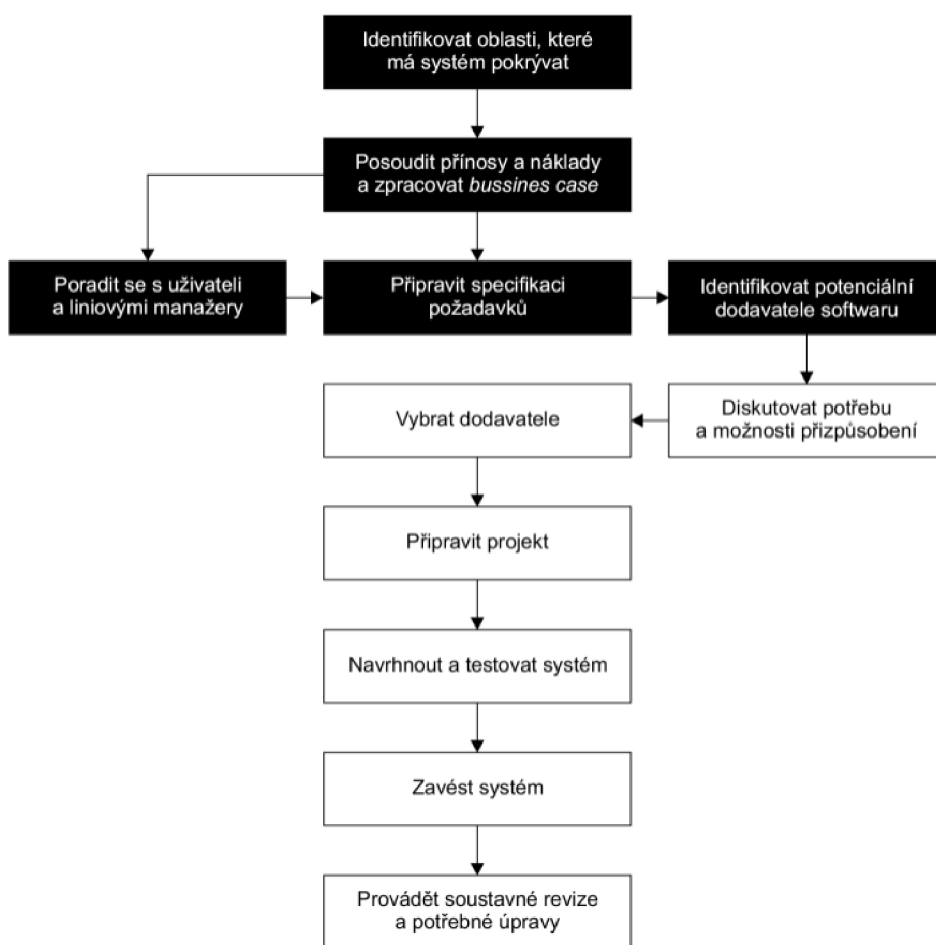 Identifikovat oblasti, které
má systém pokrývat
Posoudit přínosy a náklady
a zpracovat bussines case
Poradit se s uživateli
a liniovými manažery
Připravit specifikaci
požadavků
Identifikovat potenciální
dodavatele softwaru
Diskutovat potřebu
a možnosti přizpůsobení
Vybrat dodavatele
Připravit projekt
Navrhnout a testovat systém
Zavést systém
Provádět soustavné revize
a potřebné úpravy